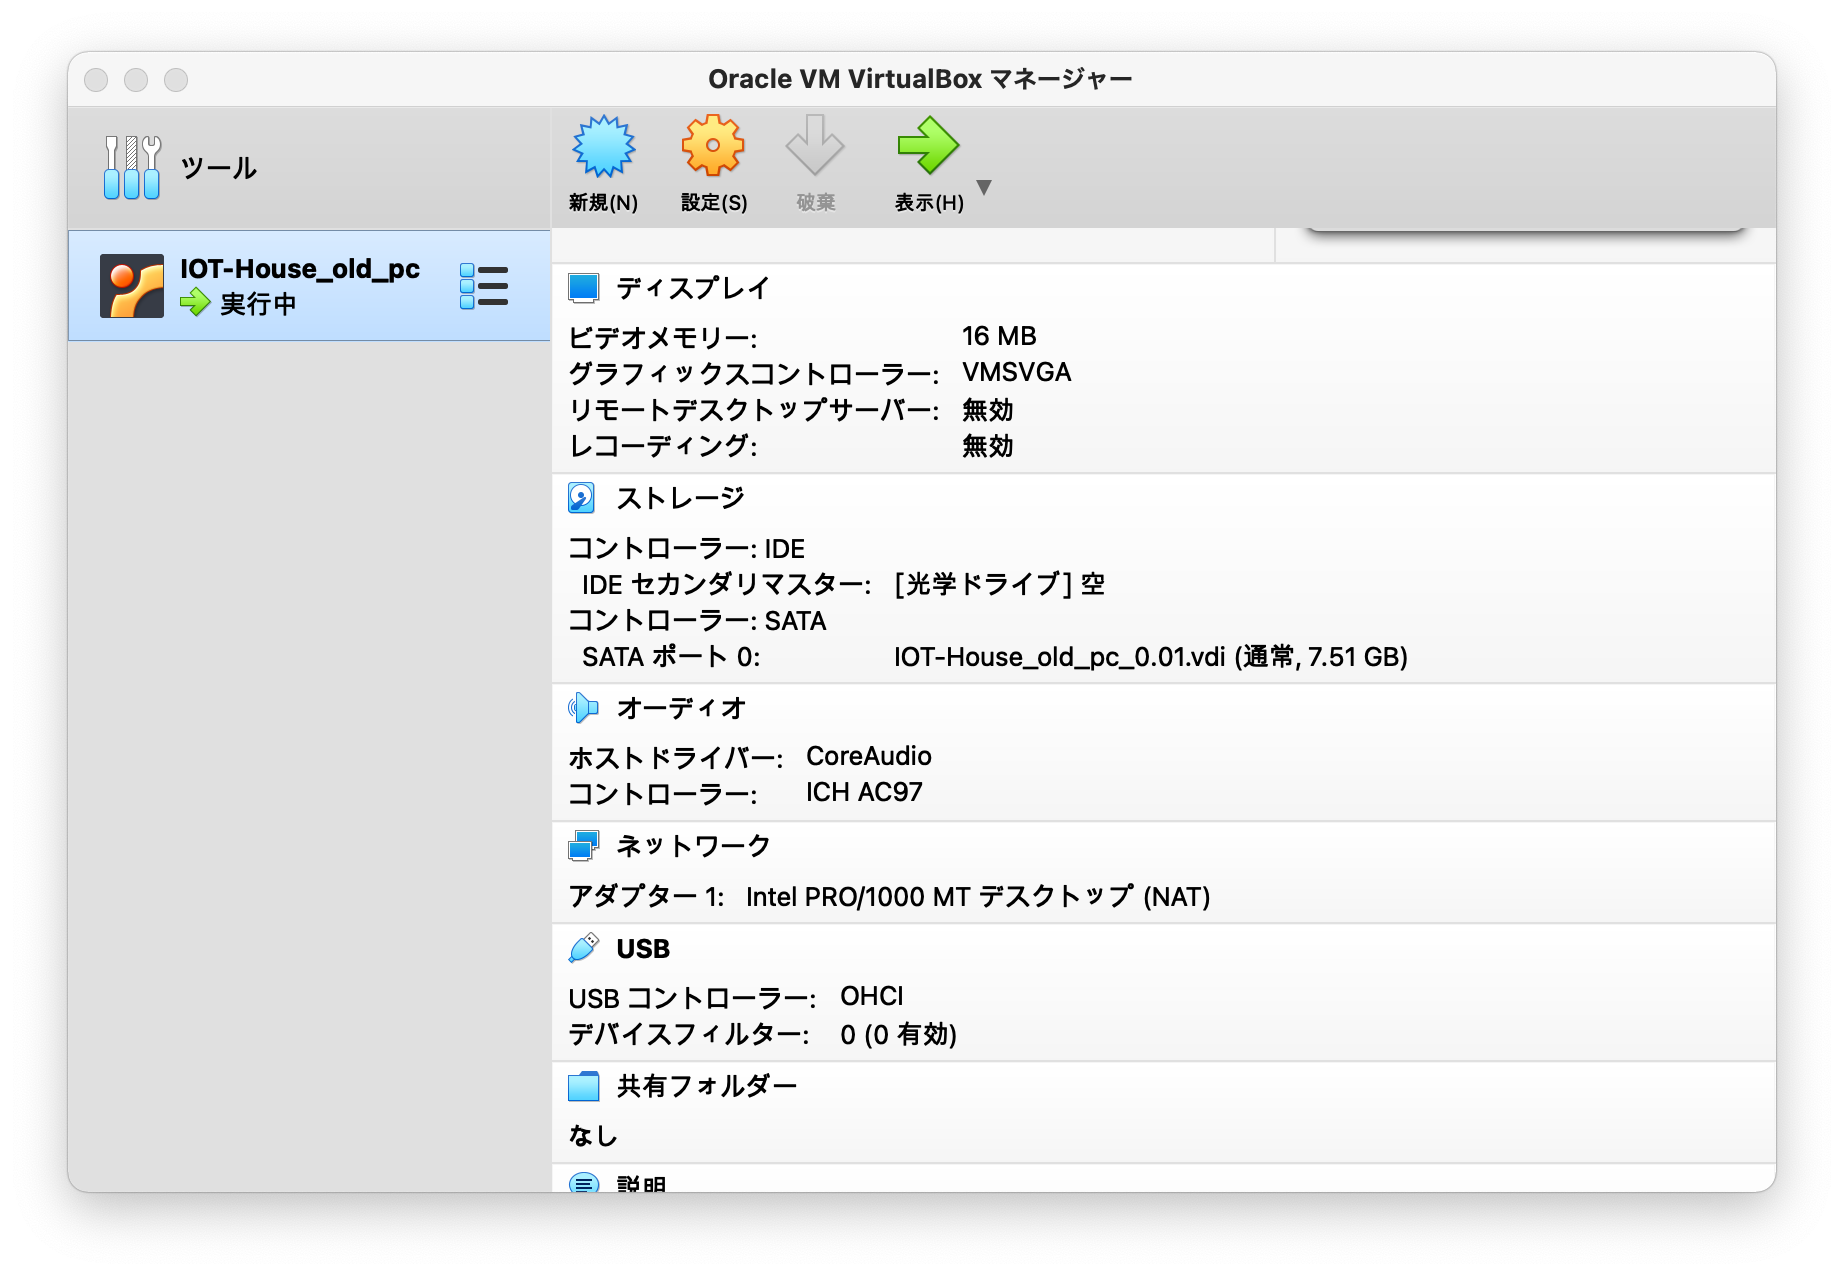 Oracle VM VirtualBox マネージャー
ツール
新規(N)
設定(S)
破棄
表示(H)
IOT-House_old_pc
実行中
ディスプレイ
ビデオメモリー: 16 MB
グラフィックスコントローラー: VMSVGA
リモートデスクトップサーバー: 無効
レコーディング: 無効
ストレージ
コントローラー: IDE
IDE セカンダリマスター: [光学ドライブ] 空
コントローラー: SATA
SATA ポート 0: IOT-House_old_pc_0.01.vdi (通常, 7.51 GB)
オーディオ
ホストドライバー: CoreAudio
コントローラー: ICH AC97
ネットワーク
アダプター 1: Intel PRO/1000 MT デスクトップ (NAT)
USB
USB コントローラー: OHCI
デバイスフィルター: 0 (0 有効)
共有フォルダー
なし
説明